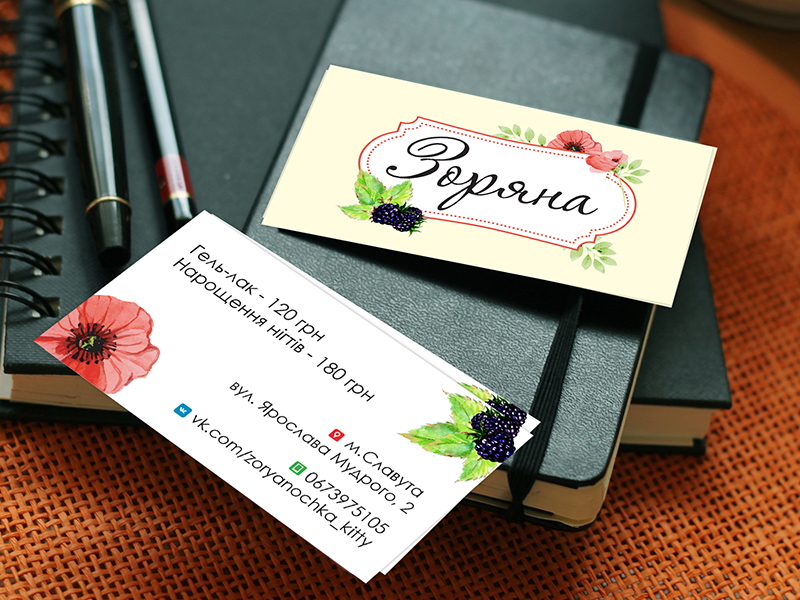 Зоряна
Гель-лак - 120 грн
Нарощення нігтів - 180 грн
м.Славута
вул. Ярослава Мудрого, 2
0673975105
vk.com/zoryanochka_kitty